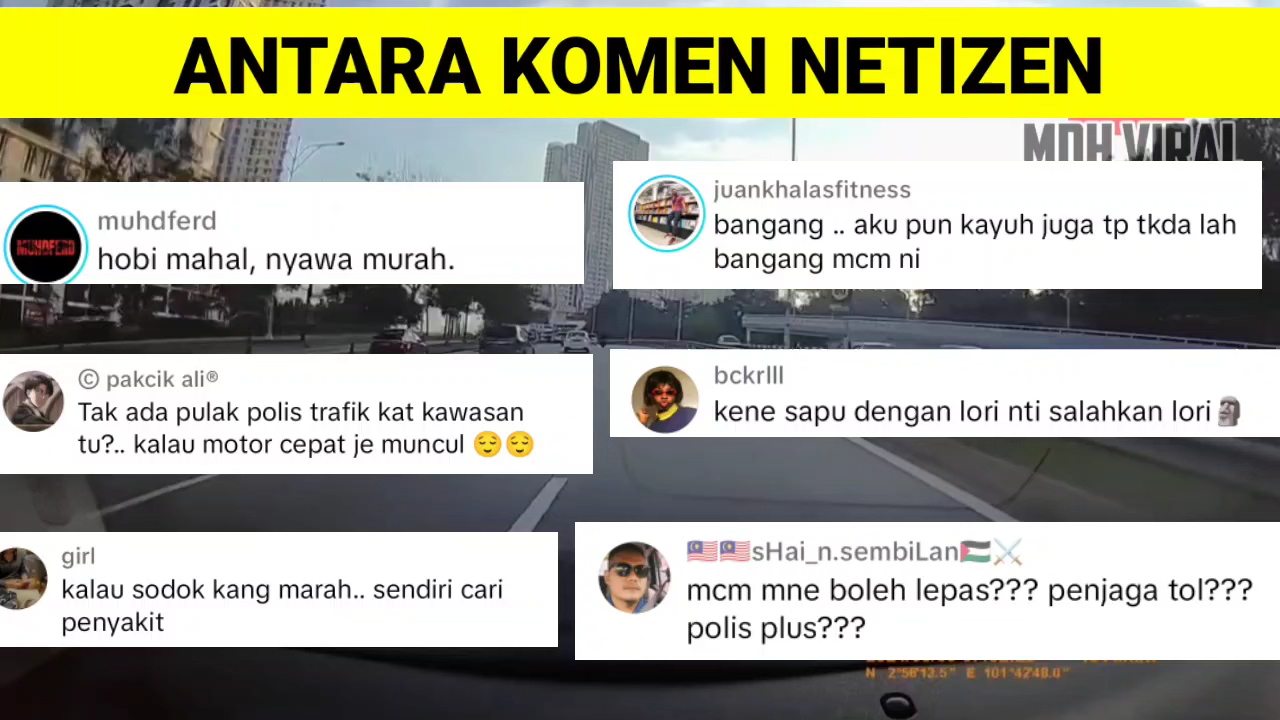 ANTARA KOMEN NETIZEN
MDH VIRAL
muhdferd
MUHDFERD
hobi mahal, nyawa murah.
juankhalasfitness
bangang .. aku pun kayuh juga tp tkda lah
bangang mcm ni
© pakcik ali®
Tak ada pulak polis trafik kat kawasan
tu?.. kalau motor cepat je muncul 😌😌
bckrlll
kene sapu dengan lori nti salahkan lori🗿
girl
kalau sodok kang marah.. sendiri cari
penyakit
🇲🇾🇲🇾sHai_n.sembiLan🇵🇸⚔️
mcm mne boleh lepas??? penjaga tol???
polis plus???
N 2°56'13.5" E 101°42'48.0"